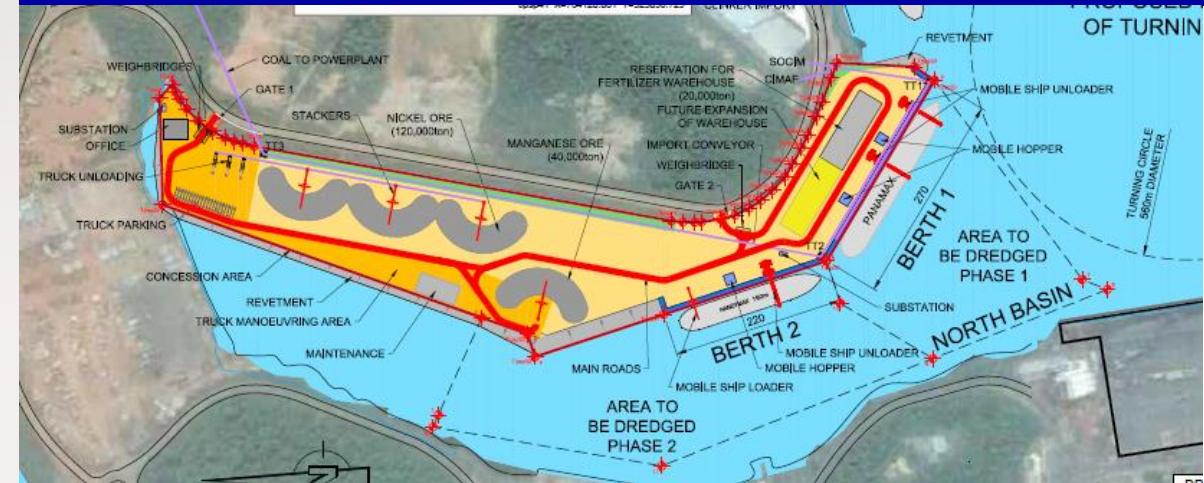 CLINKER IMPORT
OF TURNIN
REVETMENT
WEIGHBRIDGES
COAL TO POWERPLANT
SOCIM
CIMAF
RESERVATION FOR
FERTILIZER WAREHOUSE
(20,000ton)
FUTURE EXPANSION
OF WAREHOUSE
TT1
MOBILE SHIP UNLOADER
GATE 1
STACKERS
NICKEL ORE
(120,000ton)
SUBSTATION
OFFICE
TT3
MANGANESE ORE
(40,000ton)
IMPORT CONVEYOR
MOBILE HOPPER
WEIGHBRIDGE
TRUCK UNLOADING
GATE 2
PANAMAX
270
BERTH 1
TURNING CIRCLE
560m DIAMETER
TRUCK PARKING
TT2
AREA TO
BE DREDGED
PHASE 1
CONCESSION AREA
REVETMENT
SUBSTATION
TRUCK MANOEUVRING AREA
220
BERTH 2
NORTH BASIN
MAINTENANCE
MAIN ROADS
MOBILE SHIP UNLOADER
MOBILE HOPPER
MOBILE SHIP LOADER
AREA TO
BE DREDGED
PHASE 2